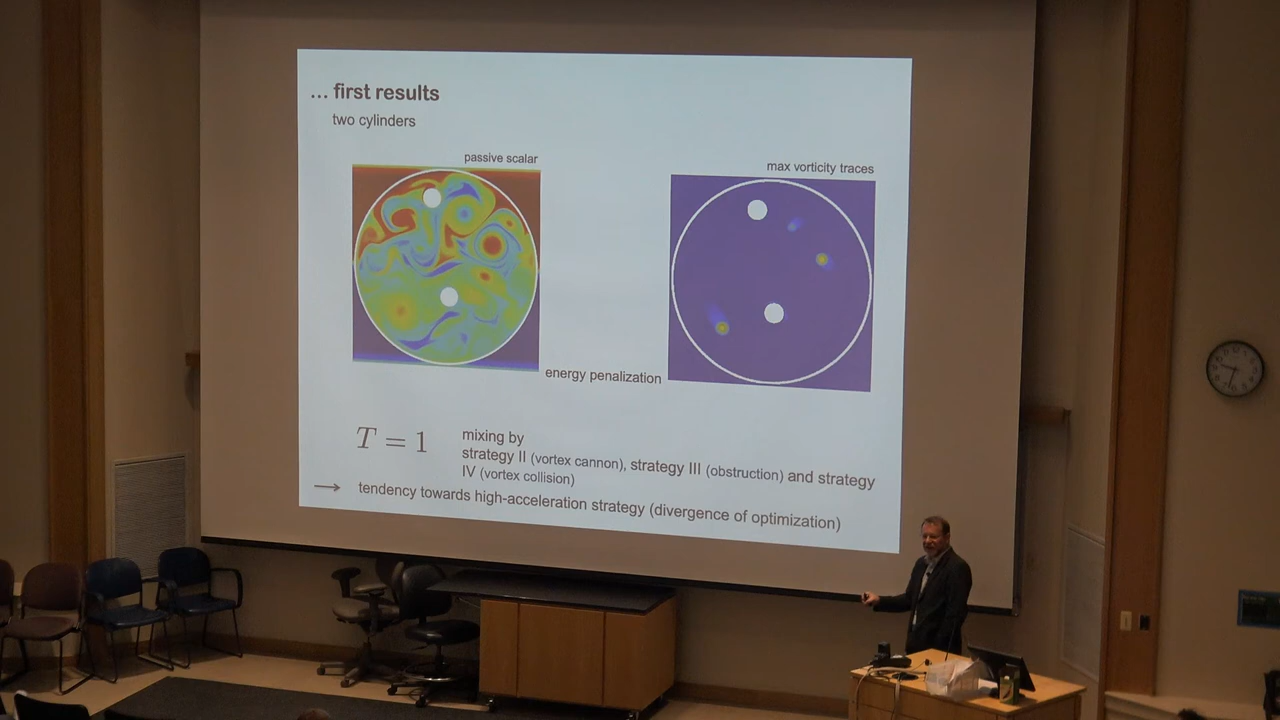 ... first results
two cylinders
passive scalar
max vorticity traces
energy penalization
T = 1
mixing by
strategy II (vortex cannon), strategy III (obstruction) and strategy
IV (vortex collision)
→ tendency towards high-acceleration strategy (divergence of optimization)